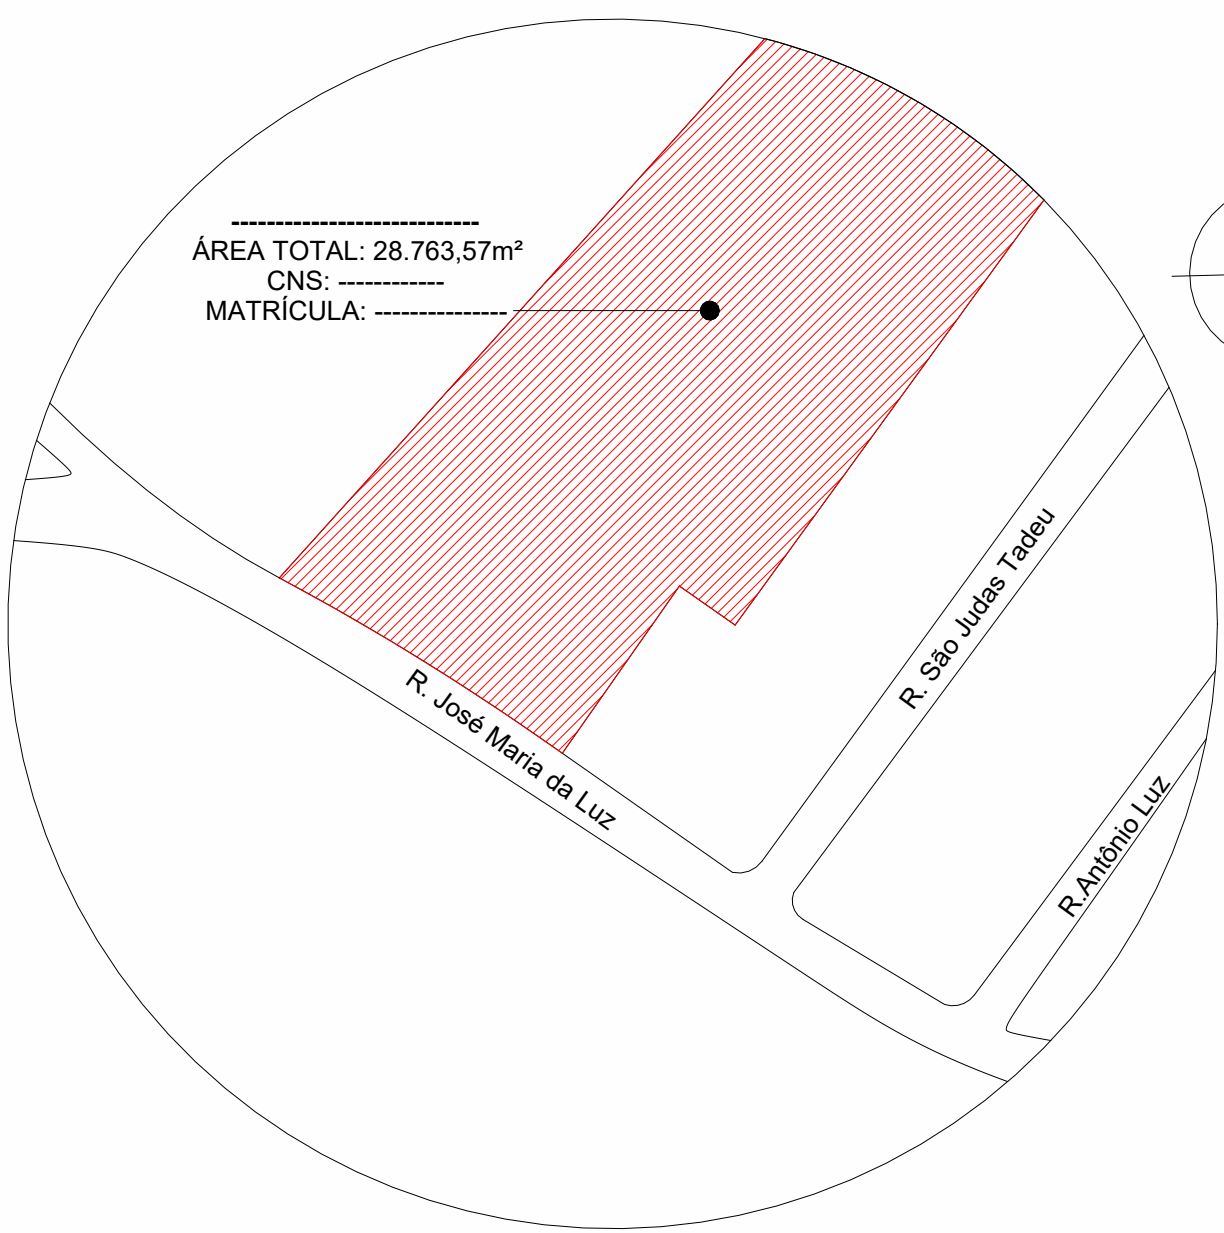 ----------------------------
ÁREA TOTAL: 28.763,57m²
CNS: ------------
MATRÍCULA: ---------------
R. José Maria da Luz
R. São Judas Tadeu
R.Antônio Luz